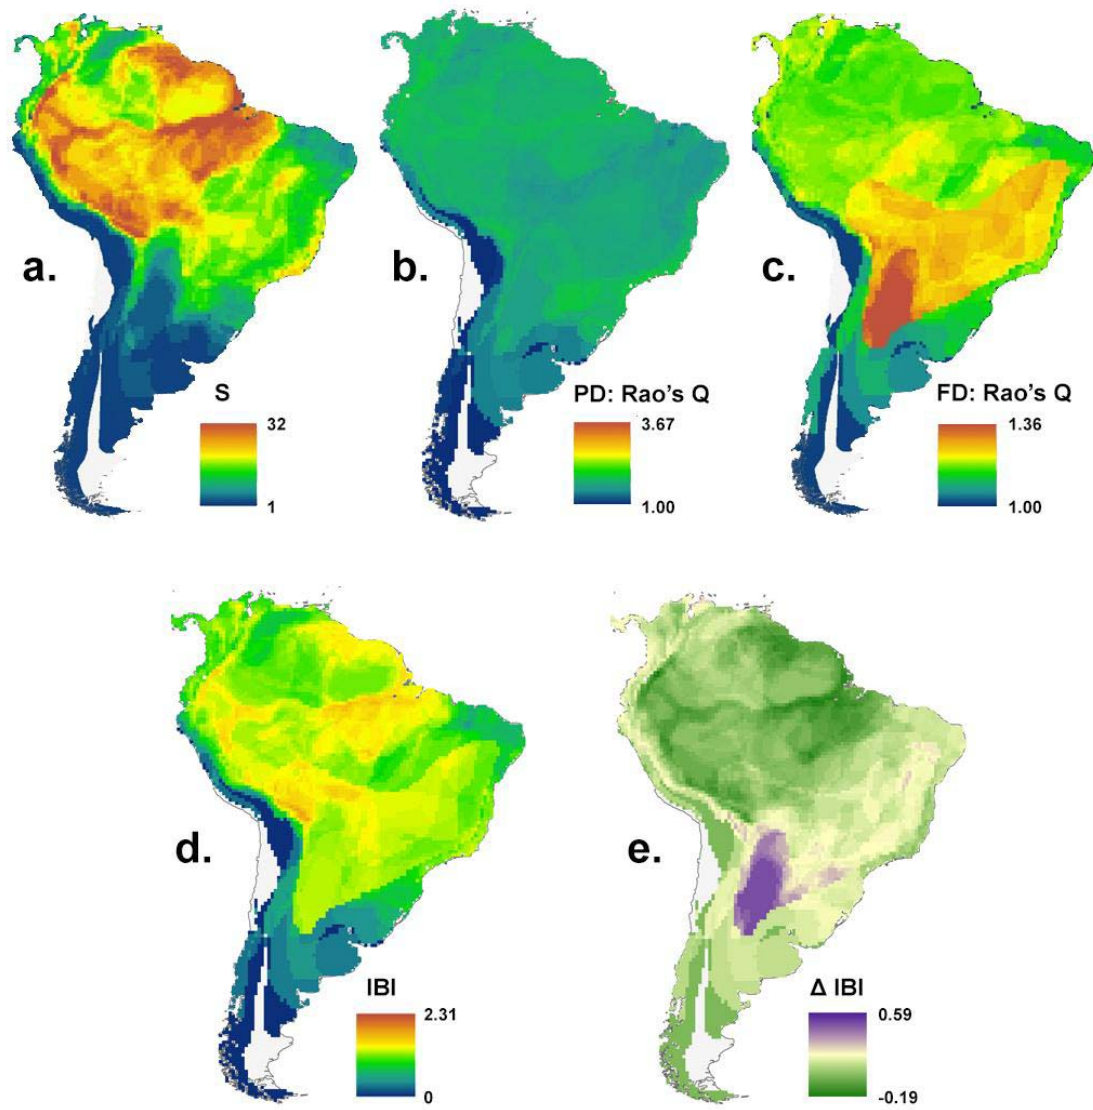 a.
S
32
1
b.
PD: Rao's Q
3.67
1.00
c.
FD: Rao's Q
1.36
1.00
d.
IBI
2.31
0
e.
Δ IBI
0.59
-0.19